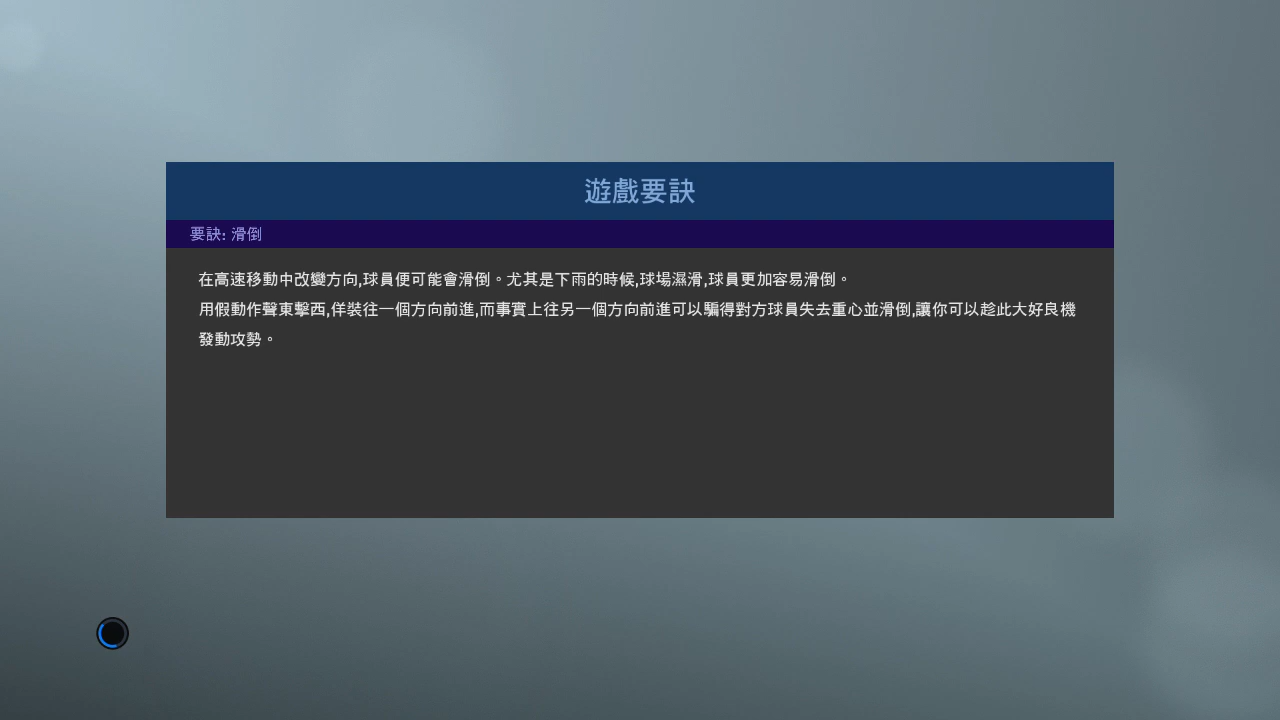 遊戲要訣
要訣: 滑倒
在高速移動中改變方向,球員便可能會滑倒。尤其是下雨的時候,球場濕滑,球員更加容易滑倒。
用假動作聲東擊西,佯裝往一個方向前進,而事實上往另一個方向前進可以騙得對方球員失去重心並滑倒,讓你可以趁此大好良機
發動攻勢。